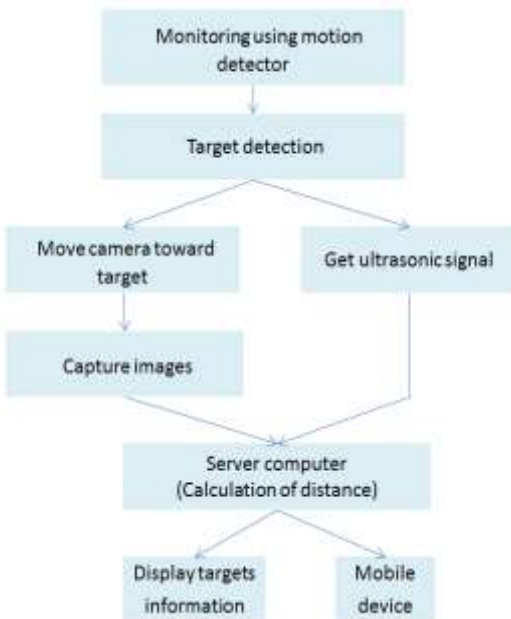 Monitoring using motion
detector
Target detection
Move camera toward
target
Get ultrasonic signal
Capture images
Server computer
(Calculation of distance)
Display targets
information
Mobile
device